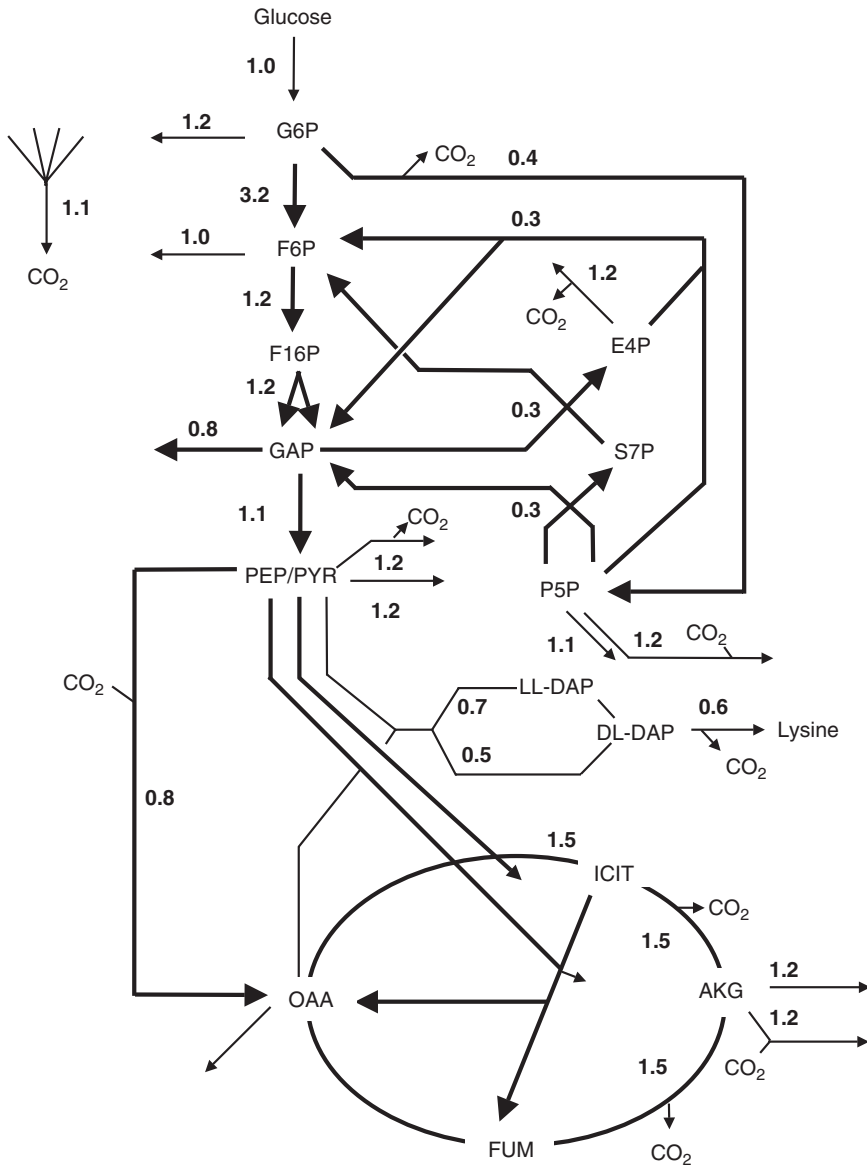 Glucose
1.0
1.2
G6P
CO2
0.4
1.1
3.2
0.3
1.0
F6P
CO2
1.2
1.2
CO2
F16P
E4P
1.2
0.8
0.3
GAP
S7P
1.1
CO2
0.3
1.2
PEP/PYR
P5P
1.2
1.1
1.2
CO2
CO2
LL-DAP
0.7
0.6
DL-DAP
Lysine
0.5
CO2
0.8
1.5
ICIT
CO2
1.5
1.2
OAA
AKG
1.2
1.5
CO2
FUM
CO2